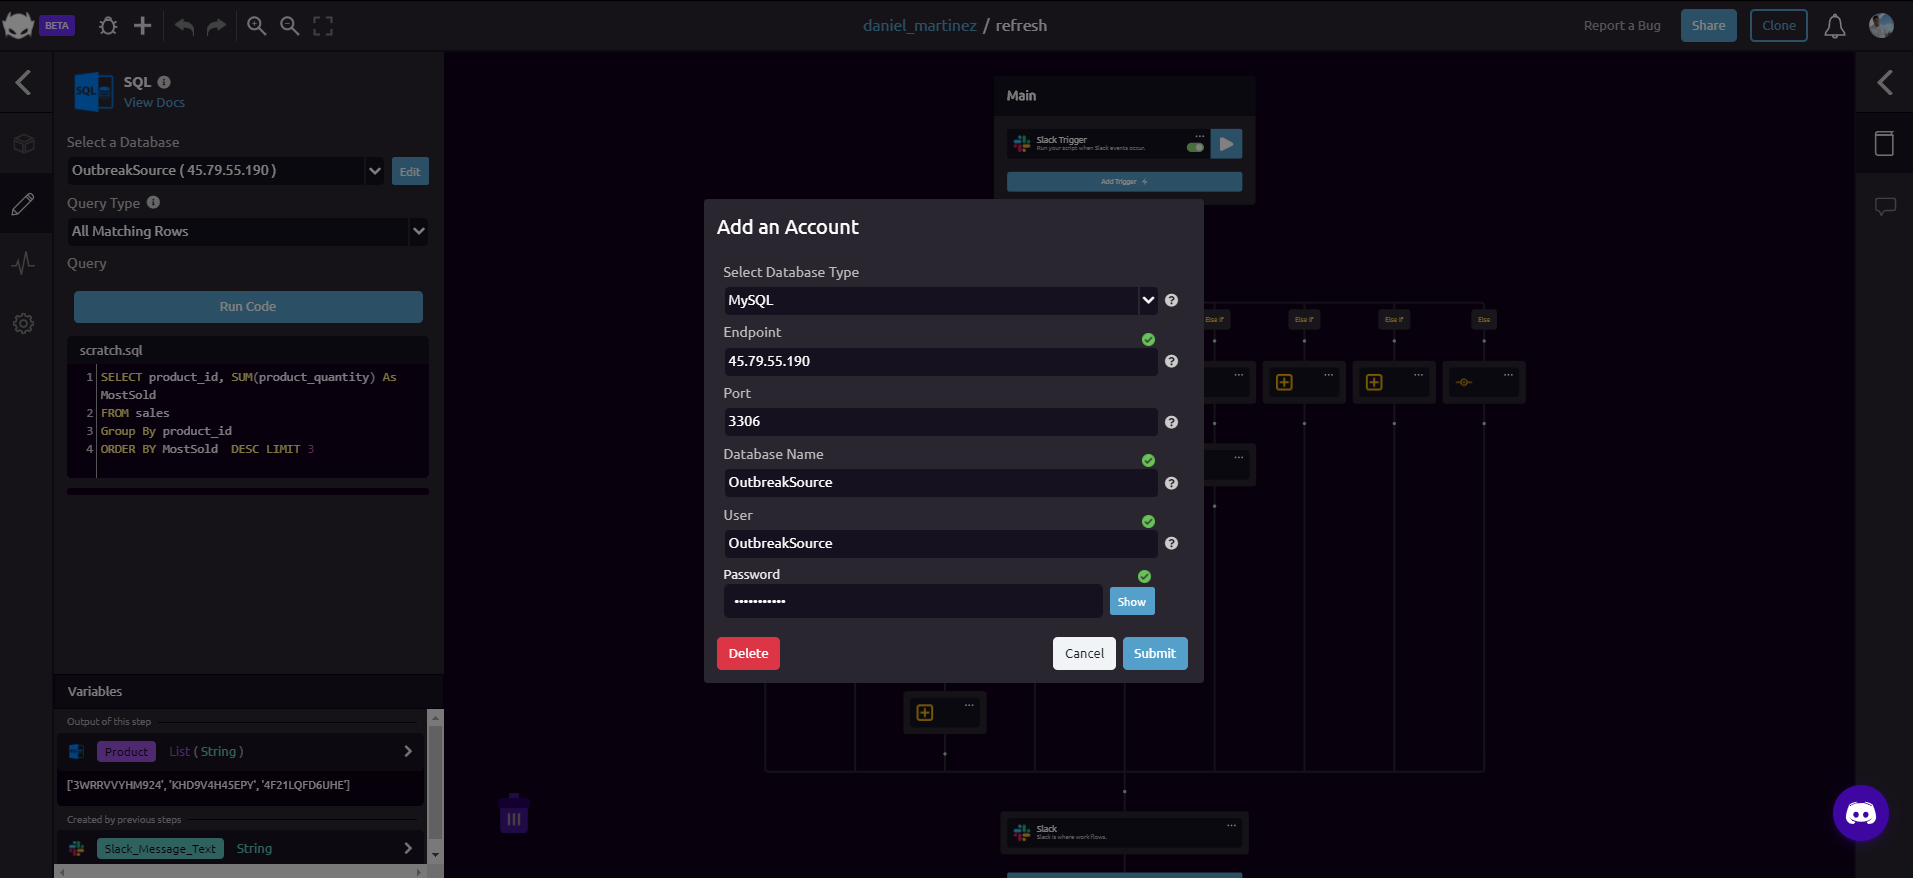 BETA
daniel_martinez / refresh
Report a Bug
Share
Clone
SQL
View Docs
Select a Database
OutbreakSource ( 45.79.55.190 )
Edit
Query Type
All Matching Rows
Query
Run Code
scratch.sql
1 SELECT product_id, SUM(product_quantity) As
MostSold
2 FROM sales
3 Group By product_id
4 ORDER BY MostSold DESC LIMIT 3
Variables
Output of this step
Product List ( String )
['3WRRVVYHM924', 'KHD9V4H45EPY', '4F21LQFD6UHE']
Created by previous steps
Slack_Message_Text String
Main
Slack Trigger
Run your script when Slack events occur.
Add Trigger
Add an Account
Select Database Type
MySQL
Endpoint
45.79.55.190
Port
3306
Database Name
OutbreakSource
User
OutbreakSource
Password
Show
Delete
Cancel
Submit
Else If
Else If
Else If
Else
Slack
Slack is where work flows.